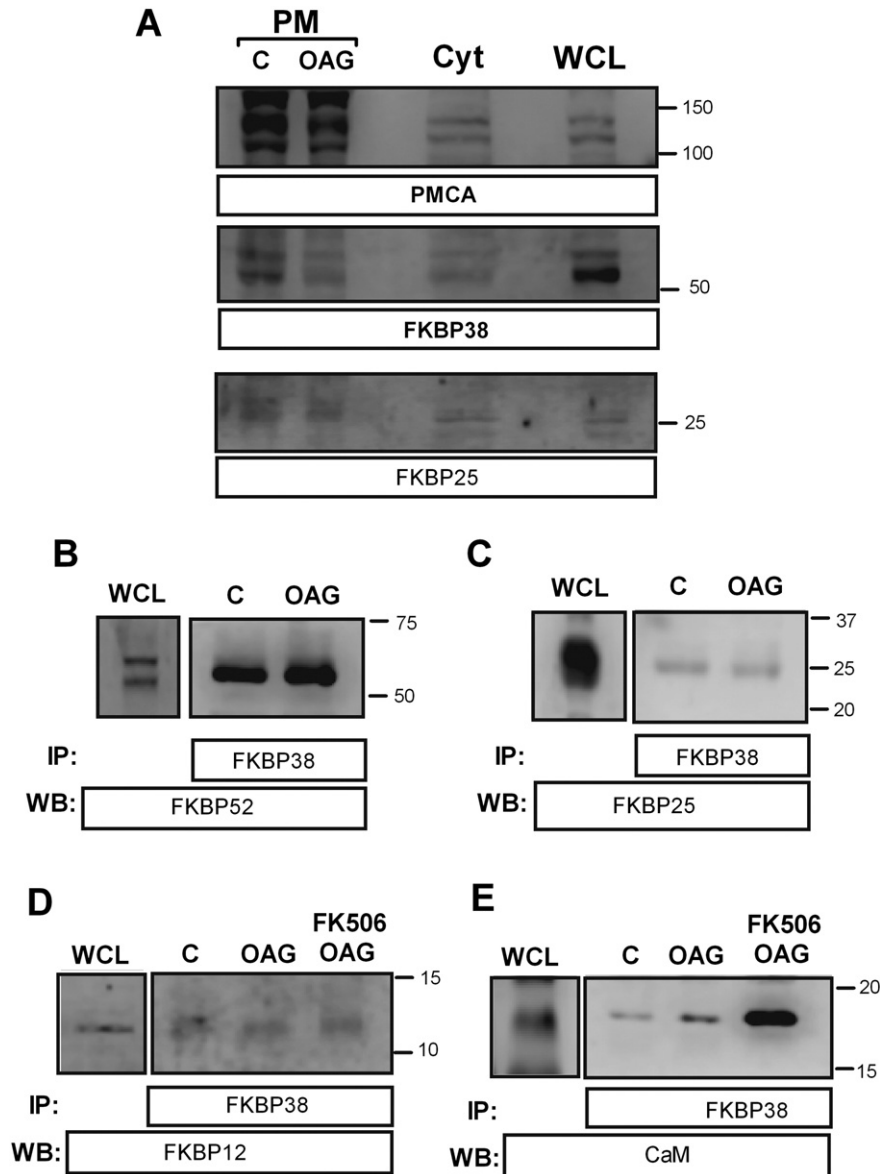 A
PM
C OAG Cyt WCL
150
100
PMCA
50
FKBP38
25
FKBP25
B
WCL C OAG
75
50
IP: FKBP38
WB: FKBP52
C
WCL C OAG
37
25
20
IP: FKBP38
WB: FKBP25
D
FK506
WCL C OAG OAG
15
10
IP: FKBP38
WB: FKBP12
E
FK506
WCL C OAG OAG
20
15
IP: FKBP38
WB: CaM